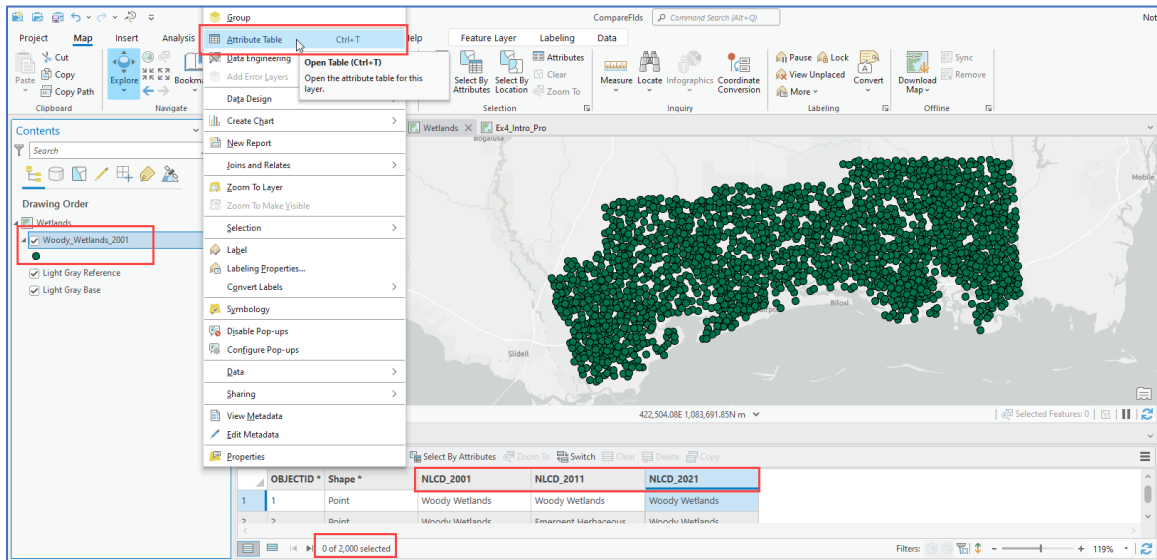 CompareFlds
Command Search (Alt+Q)
Not
Project Map Insert Analysis
Help Feature Layer Labeling Data
Paste
Cut
Copy
Copy Path
Clipboard
Explore
Bookm
Navigate
Group
Attribute Table Ctrl+T
Data Engineering
Add Error Layers
Data Design
Create Chart
New Report
Joins and Relates
Zoom To Layer
Zoom To Make Visible
Selection
Label
Labeling Properties...
Convert Labels
Symbology
Disable Pop-ups
Configure Pop-ups
Data
Sharing
View Metadata
Edit Metadata
Properties
Open Table (Ctrl+T)
Open the attribute table for this
layer.
Select By
Attributes
Select By
Location
Attributes
Clear
Zoom To
Selection
Measure
Locate
Infographics
Coordinate
Conversion
Inquiry
Pause
Lock
View Unplaced
More
Convert
Labeling
Download
Map
Sync
Remove
Offline
Contents
Search
Drawing Order
Wetlands
Woody_Wetlands_2001
Light Gray Reference
Light Gray Base
Wetlands
Ex4_Intro_Pro
Bogalusa
Mobile
Biloxi
Slidell
422,504.08E 1,083,691.85N m
Selected Features: 0
Select By Attributes Zoom To Switch Clear Delete Copy
OBJECTID * Shape * NLCD_2001 NLCD_2011 NLCD_2021
1 1 Point Woody Wetlands Woody Wetlands Woody Wetlands
2 2 Point Woody Wetlands Emergent Herbaceous Woody Wetlands
0 of 2,000 selected
Filters:
119%